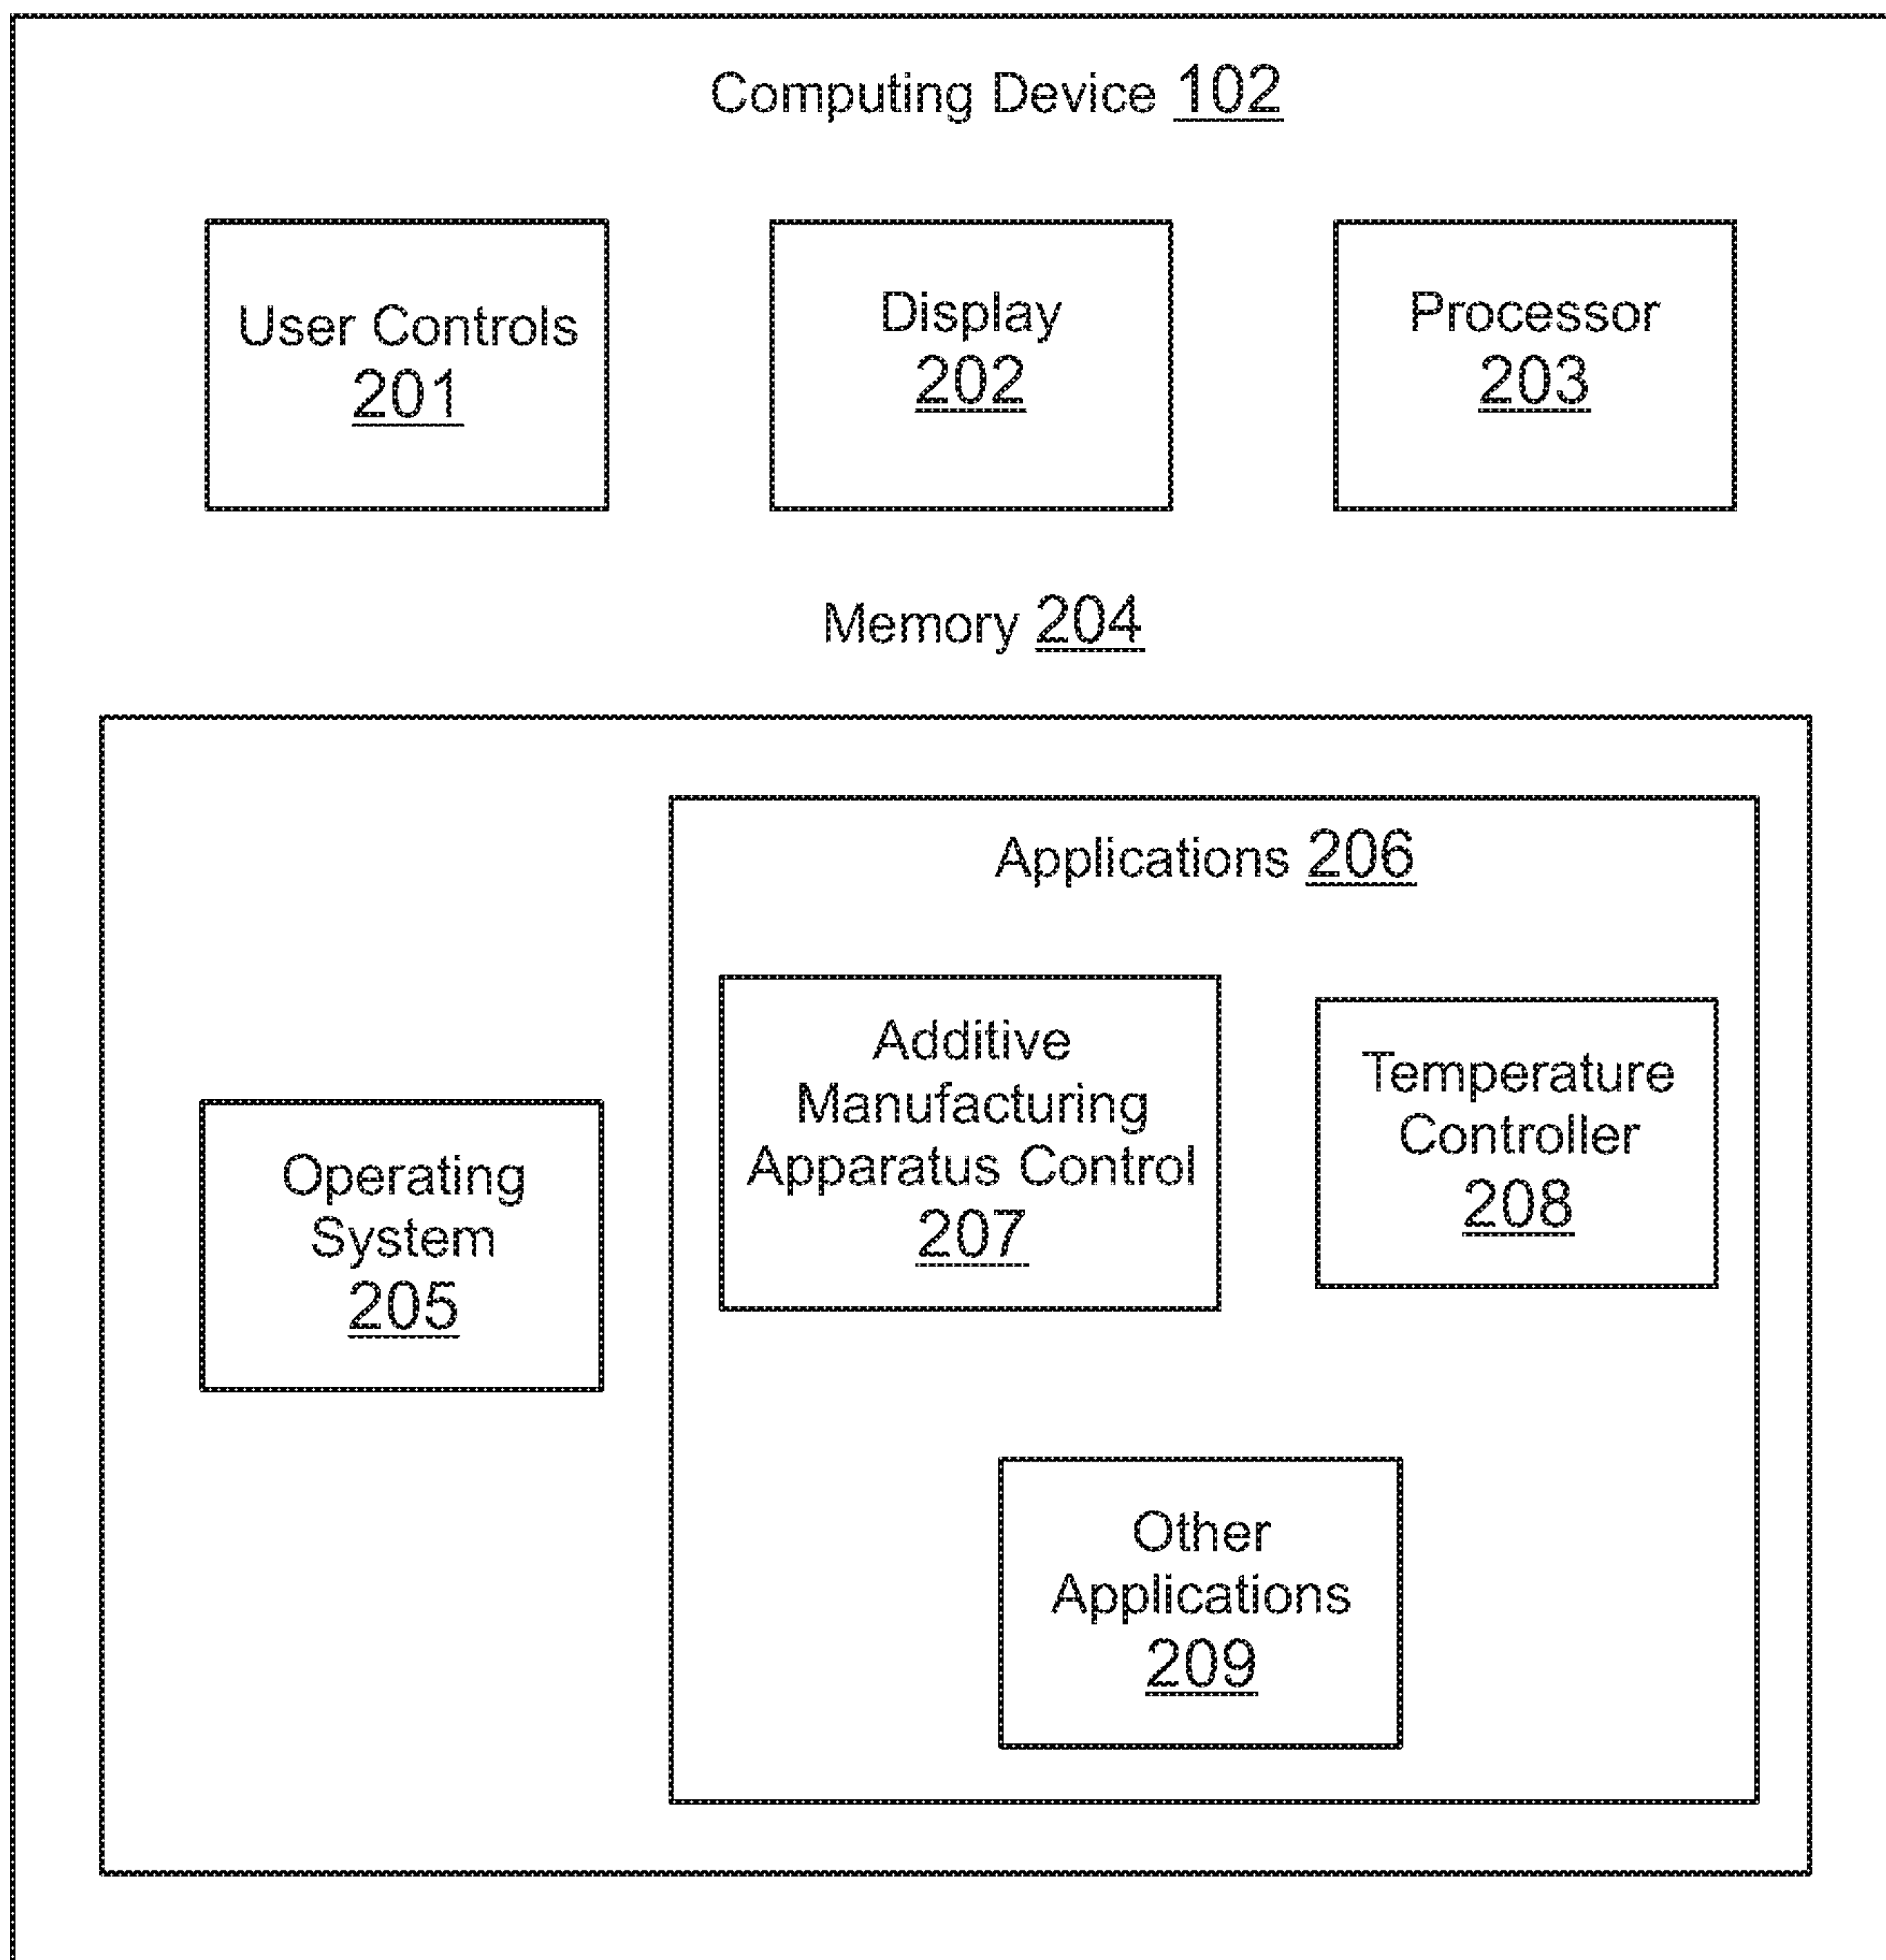 Computing Device 102
User Controls
201
Display
202
Processor
203
Memory 204
Applications 206
Operating
System
205
Additive
Manufacturing
Apparatus Control
207
Temperature
Controller
208
Other
Applications
209